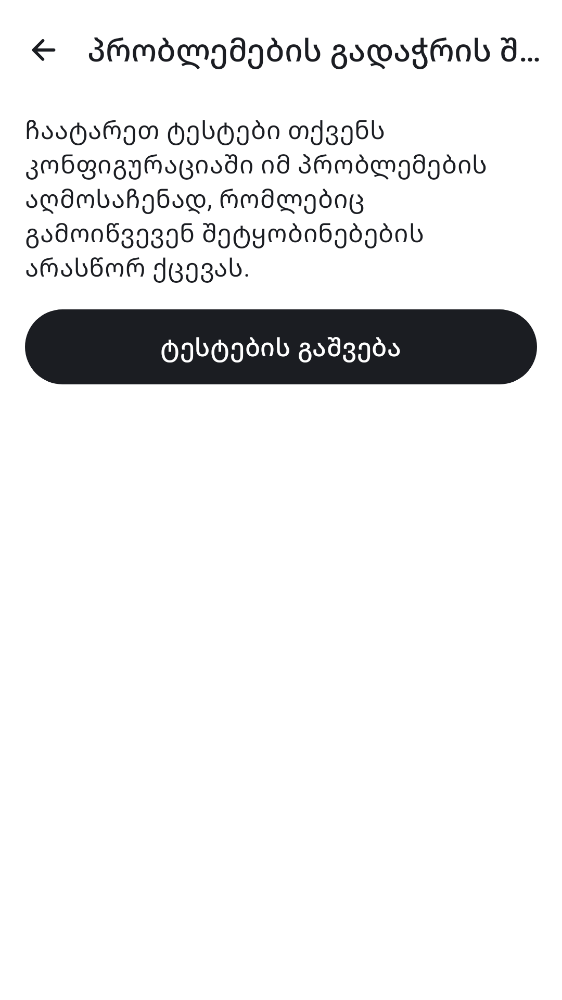 პრობლემების გადაჭრის შ...
ჩაატარეთ ტესტები თქვენს
კონფიგურაციაში იმ პრობლემების
აღმოსაჩენად, რომლებიც
გამოიწვევენ შეტყობინებების
არასწორ ქცევას.
ტესტების გაშვება